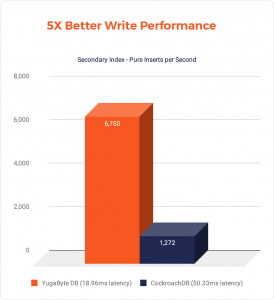 5X Better Write Performance
Secondary Index - Pure Inserts per Second
8,000
6,000
6,750
4,000
2,000
1,272
0
YugaByte DB (18.96ms latency) CockroachDB (50.33ms latency)